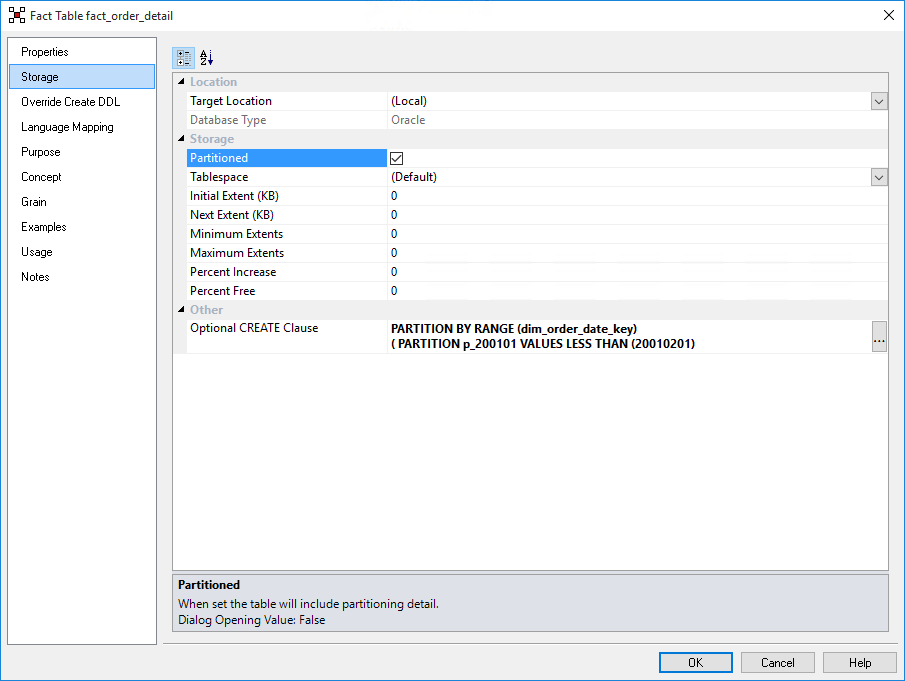 Fact Table fact_order_detail
Properties
Storage
Override Create DDL
Language Mapping
Purpose
Concept
Grain
Examples
Usage
Notes
Location
Target Location (Local)
Database Type Oracle
Storage
Partitioned
Tablespace (Default)
Initial Extent (KB) 0
Next Extent (KB) 0
Minimum Extents 0
Maximum Extents 0
Percent Increase 0
Percent Free 0
Other
Optional CREATE Clause PARTITION BY RANGE (dim_order_date_key)
( PARTITION p_200101 VALUES LESS THAN (20010201)
...
Partitioned
When set the table will include partitioning detail.
Dialog Opening Value: False
OK Cancel Help